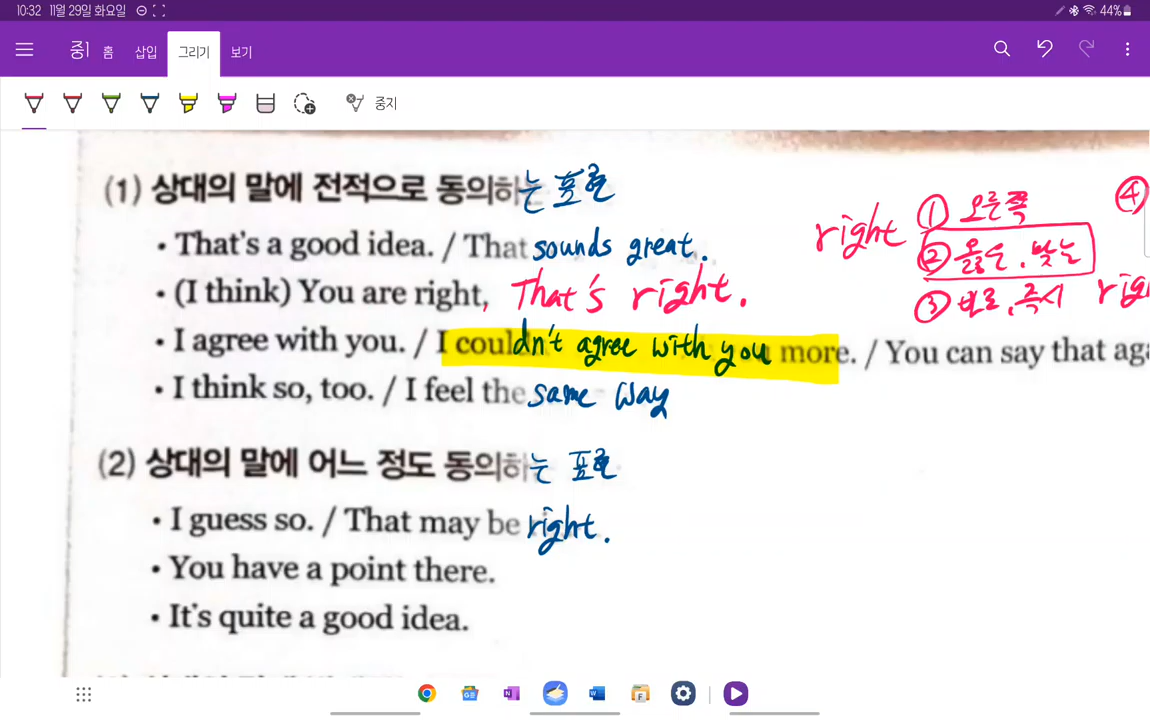 10:32 11월 29일 화요일 44%
중1 홈 삽입 그리기 보기
중지
(1) 상대의 말에 전적으로 동의하는 표현
• That's a good idea. / That sounds great.
• (I think) You are right, That's right.
• I agree with you. / I couldn't agree with you more. / You can say that aga
• I think so, too. / I feel the same way
right ① 오른쪽 ④
② 옳은, 맞는
③ 바로, 즉시 righ
(2) 상대의 말에 어느 정도 동의하는 표현
• I guess so. / That may be right.
• You have a point there.
• It's quite a good idea.